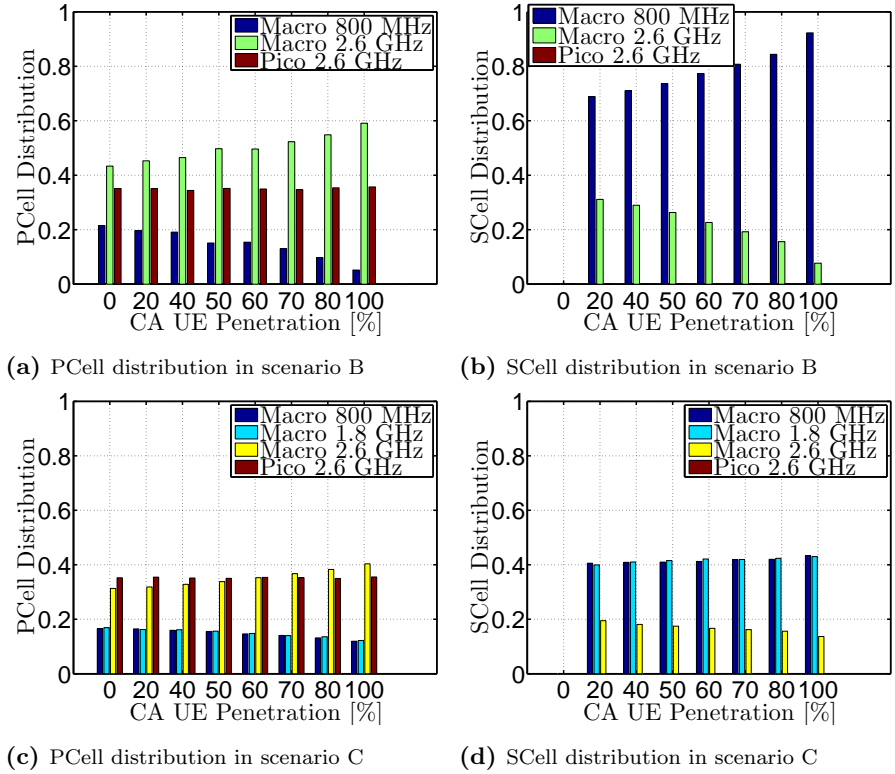 1
0.8
0.6
0.4
0.2
0
PCell Distribution
Macro 800 MHz
Macro 2.6 GHz
Pico 2.6 GHz
0 20 40 50 60 70 80 100
CA UE Penetration [%]
(a) PCell distribution in scenario B
1
0.8
0.6
0.4
0.2
0
SCell Distribution
Macro 800 MHz
Macro 2.6 GHz
Pico 2.6 GHz
0 20 40 50 60 70 80 100
CA UE Penetration [%]
(b) SCell distribution in scenario B
1
0.8
0.6
0.4
0.2
0
PCell Distribution
Macro 800 MHz
Macro 1.8 GHz
Macro 2.6 GHz
Pico 2.6 GHz
0 20 40 50 60 70 80 100
CA UE Penetration [%]
(c) PCell distribution in scenario C
1
0.8
0.6
0.4
0.2
0
SCell Distribution
Macro 800 MHz
Macro 1.8 GHz
Macro 2.6 GHz
Pico 2.6 GHz
0 20 40 50 60 70 80 100
CA UE Penetration [%]
(d) SCell distribution in scenario C